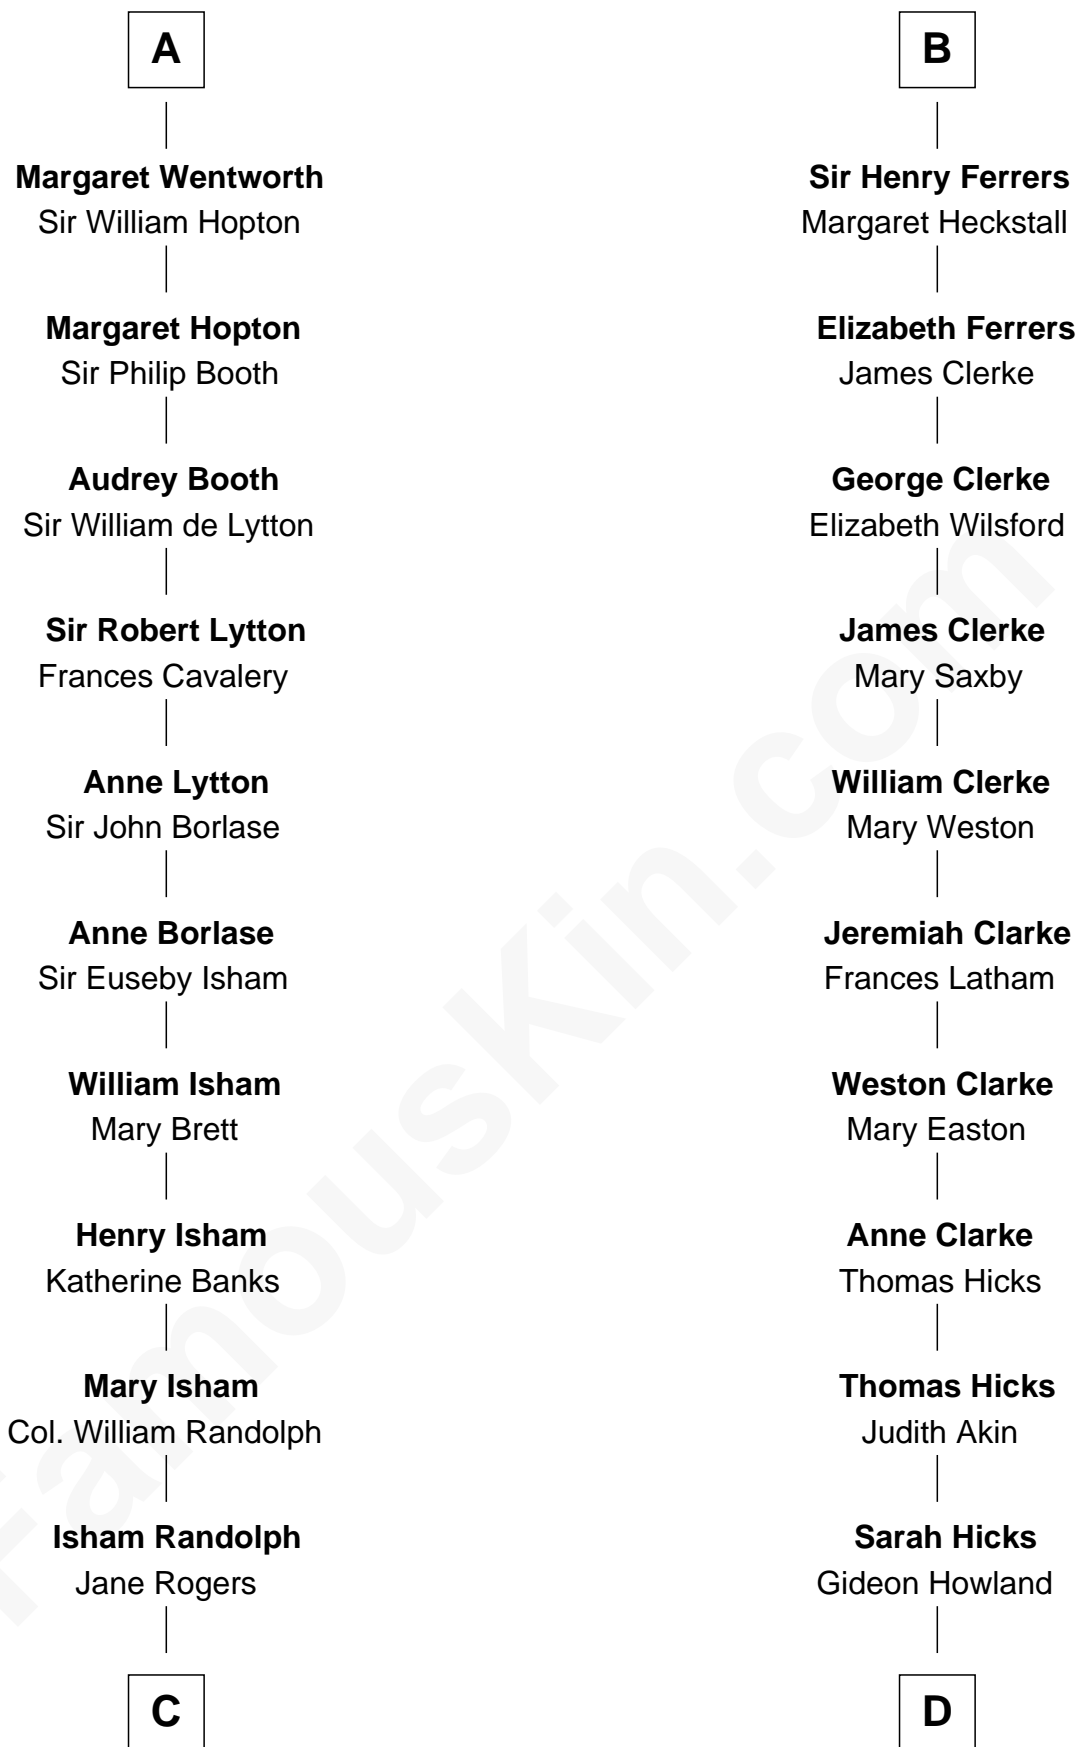 A
Margaret Wentworth
Sir William Hopton
Margaret Hopton
Sir Philip Booth
Audrey Booth
Sir William de Lytton
Sir Robert Lytton
Frances Cavalery
Anne Lytton
Sir John Borlase
Anne Borlase
Sir Euseby Isham
William Isham
Mary Brett
Henry Isham
Katherine Banks
Mary Isham
Col. William Randolph
Isham Randolph
Jane Rogers
C
B
Sir Henry Ferrers
Margaret Heckstall
Elizabeth Ferrers
James Clerke
George Clerke
Elizabeth Wilsford
James Clerke
Mary Saxby
William Clerke
Mary Weston
Jeremiah Clarke
Frances Latham
Weston Clarke
Mary Easton
Anne Clarke
Thomas Hicks
Thomas Hicks
Judith Akin
Sarah Hicks
Gideon Howland
D
FamousKin.com